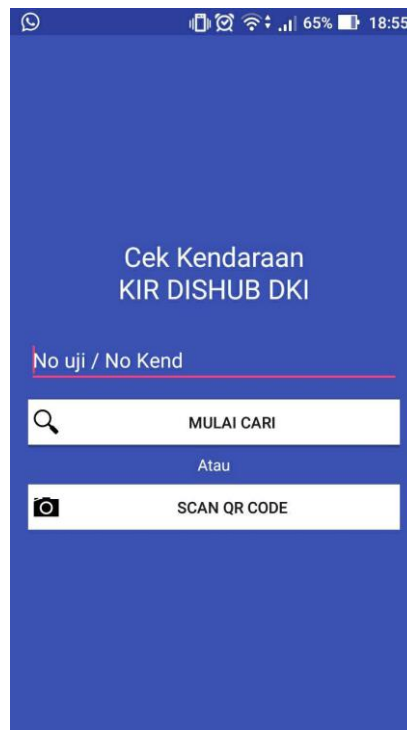 65% 18:55
Cek Kendaraan
KIR DISHUB DKI
No uji / No Kend
MULAI CARI
Atau
SCAN QR CODE